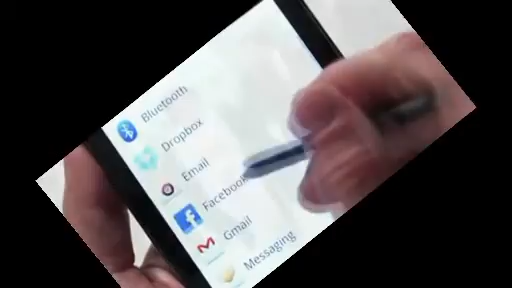 Bluetooth
Dropbox
Email
Facebook
Gmail
Messaging